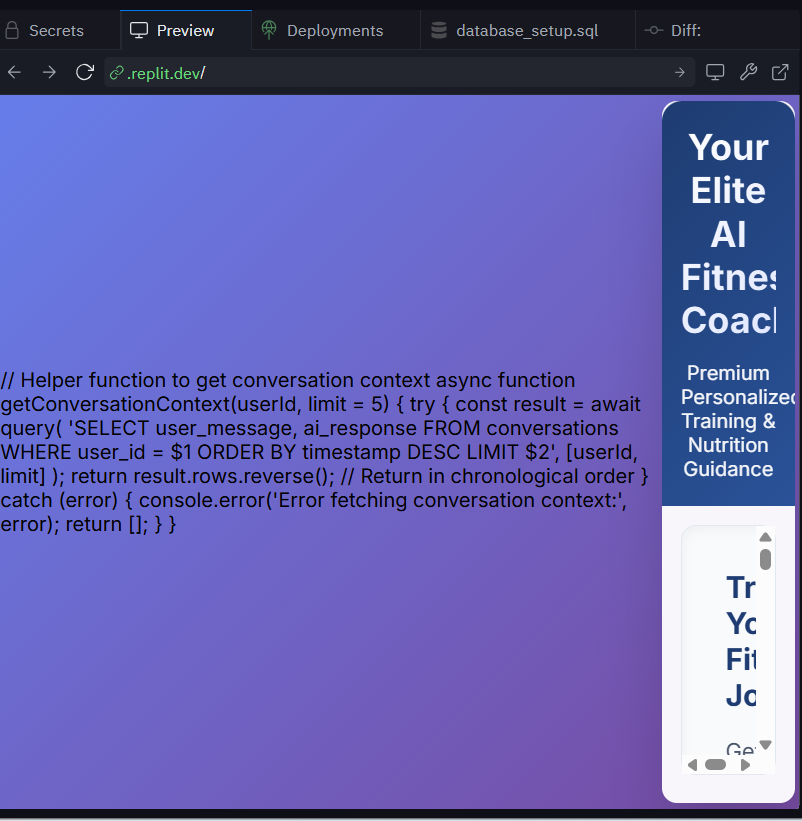 Secrets
Preview
Deployments
database_setup.sql
Diff:
.replit.dev/
// Helper function to get conversation context async function
getConversationContext(userId, limit = 5) { try { const result = await
query( 'SELECT user_message, ai_response FROM conversations
WHERE user_id = $1 ORDER BY timestamp DESC LIMIT $2', [userId,
limit] ); return result.rows.reverse(); // Return in chronological order }
catch (error) { console.error('Error fetching conversation context:',
error); return []; } }
Your
Elite
AI
Fitnes
Coach
Premium
Personalized
Training &
Nutrition
Guidance
Tr
Yo
Fit
Jo
Ge